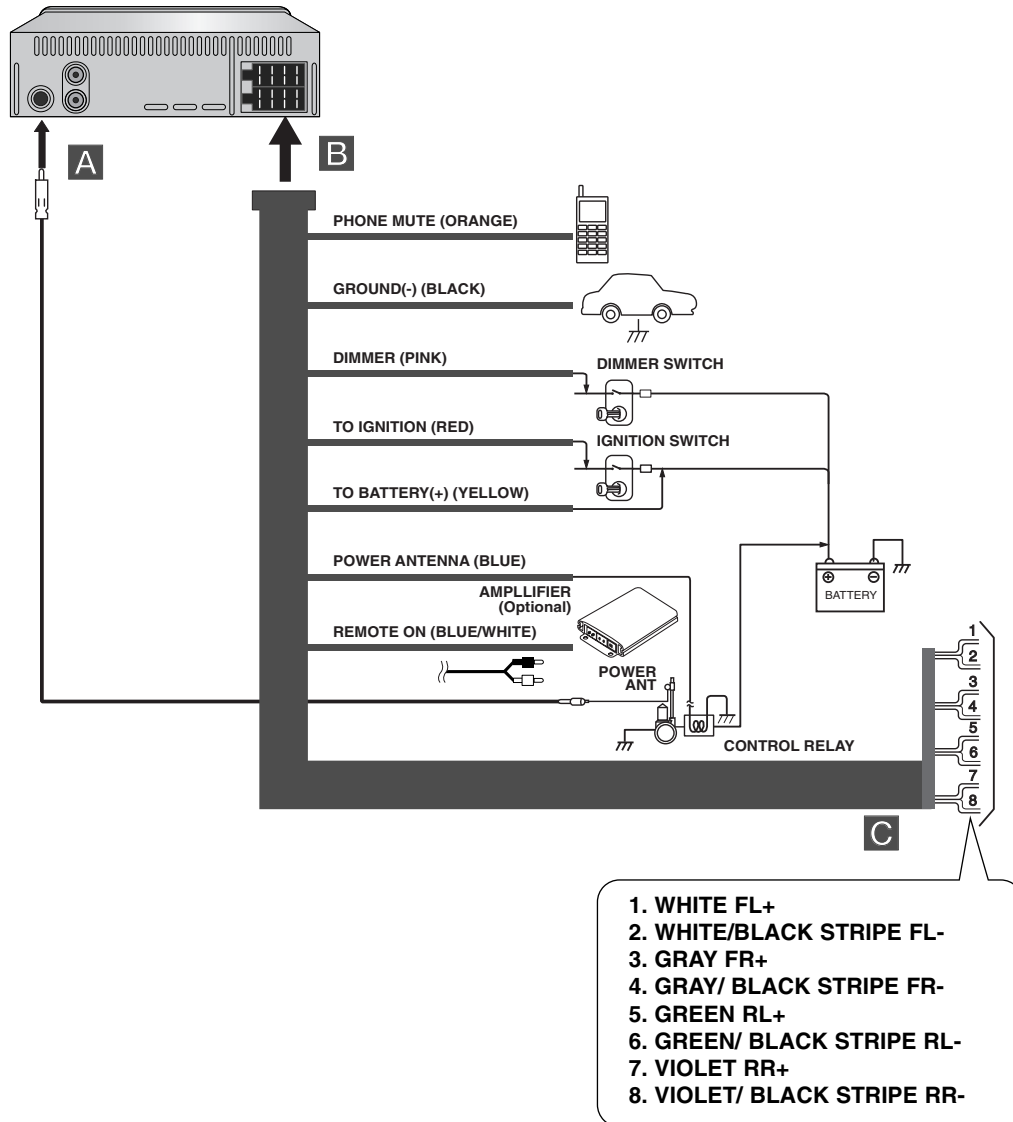 A
B
PHONE MUTE (ORANGE)
GROUND(-) (BLACK)
DIMMER (PINK)
DIMMER SWITCH
TO IGNITION (RED)
IGNITION SWITCH
TO BATTERY(+) (YELLOW)
POWER ANTENNA (BLUE)
BATTERY
AMPLLIFIER
(Optional)
REMOTE ON (BLUE/WHITE)
POWER
ANT
CONTROL RELAY
1
2
3
4
5
6
7
8
C
1. WHITE FL+
2. WHITE/BLACK STRIPE FL-
3. GRAY FR+
4. GRAY/ BLACK STRIPE FR-
5. GREEN RL+
6. GREEN/ BLACK STRIPE RL-
7. VIOLET RR+
8. VIOLET/ BLACK STRIPE RR-